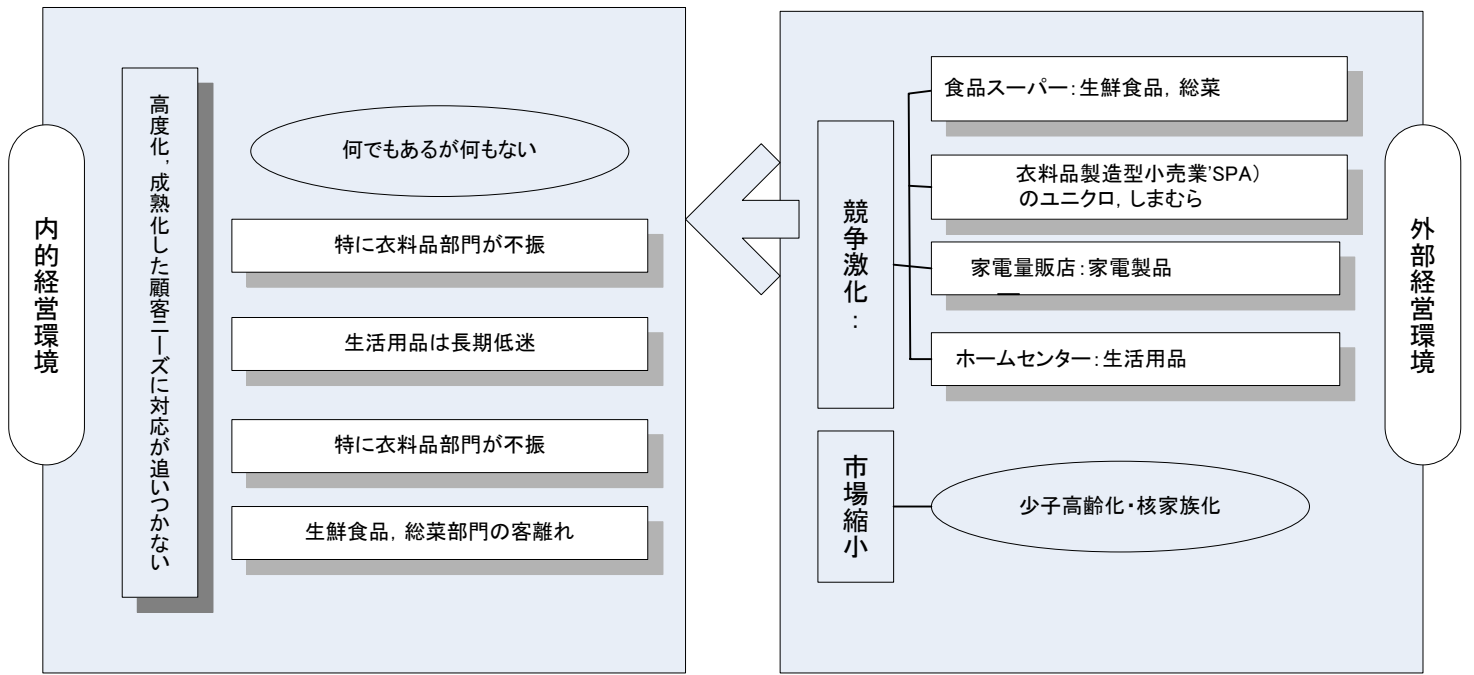 内的経営環境
高度化，成熟化した顧客ニーズに対応が追いつかない
何でもあるが何もない
特に衣料品部門が不振
生活用品は長期低迷
特に衣料品部門が不振
生鮮食品，総菜部門の客離れ
競争激化：
食品スーパー：生鮮食品，総菜
衣料品製造型小売業'SPA）
のユニクロ，しまむら
家電量販店：家電製品
ホームセンター：生活用品
市場縮小
少子高齢化・核家族化
外部経営環境